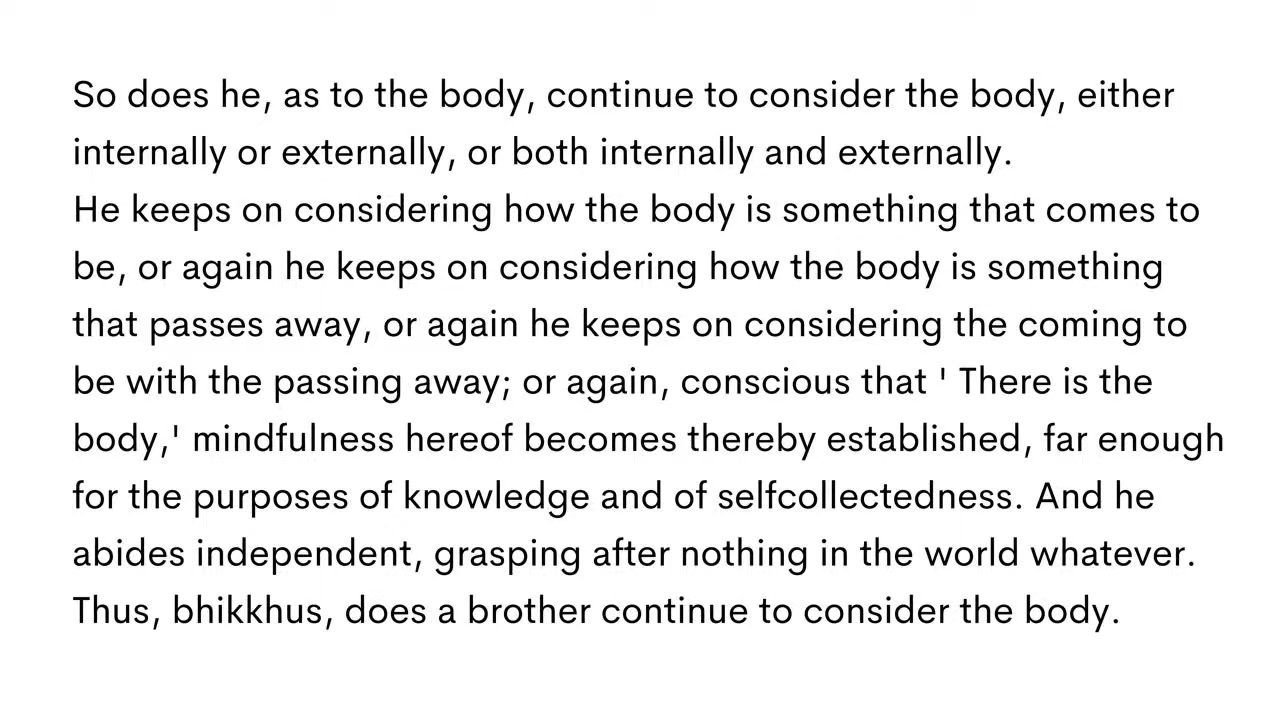 So does he, as to the body, continue to consider the body, either
internally or externally, or both internally and externally.
He keeps on considering how the body is something that comes to
be, or again he keeps on considering how the body is something
that passes away, or again he keeps on considering the coming to
be with the passing away; or again, conscious that ' There is the
body,' mindfulness hereof becomes thereby established, far enough
for the purposes of knowledge and of selfcollectedness. And he
abides independent, grasping after nothing in the world whatever.
Thus, bhikkhus, does a brother continue to consider the body.